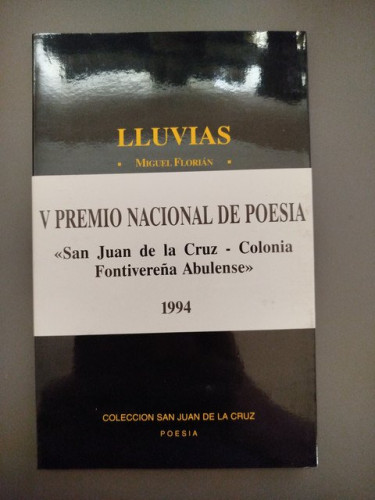 LLUVIAS
* MIGUEL FLORIÁN *
V PREMIO NACIONAL DE POESIA
«San Juan de la Cruz - Colonia
Fontivereña Abulense»
1994
COLECCION SAN JUAN DE LA CRUZ
POESIA